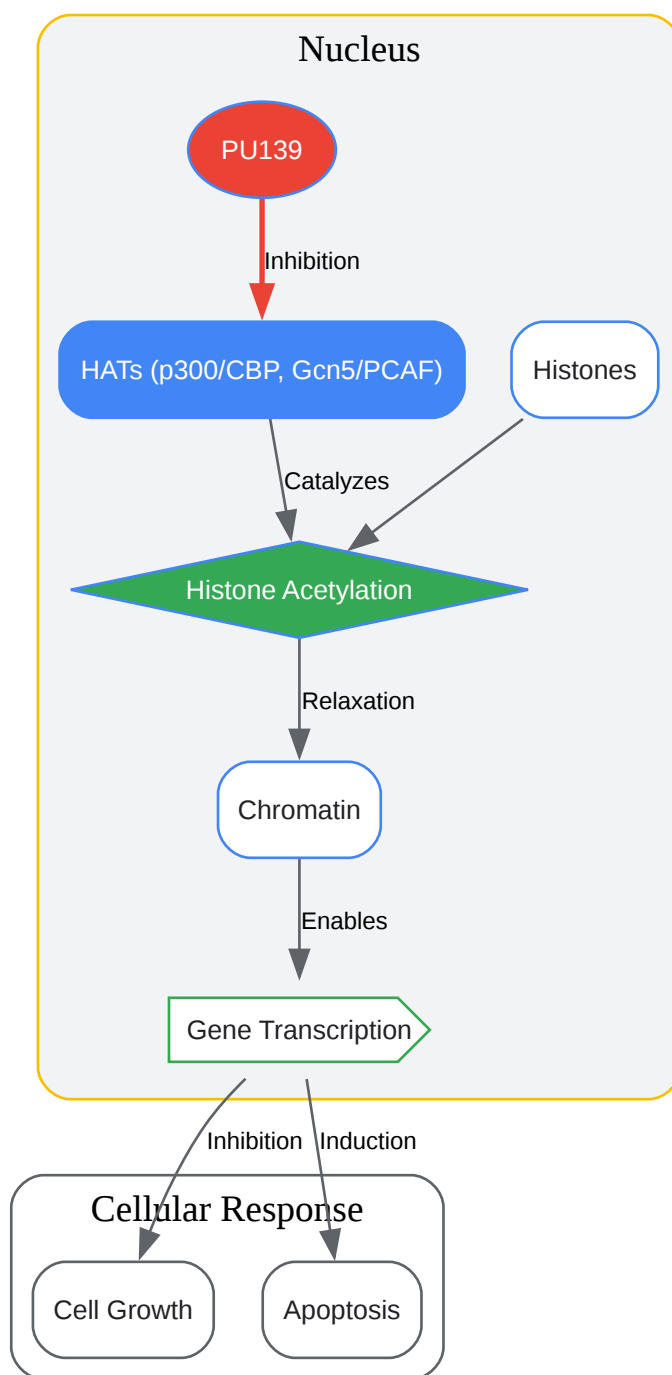 Nucleus
PU139
Inhibition
HATs (p300/CBP, Gcn5/PCAF)
Histones
Catalyzes
Histone Acetylation
Relaxation
Chromatin
Enables
Gene Transcription
Inhibition
Induction
Cellular Response
Cell Growth
Apoptosis